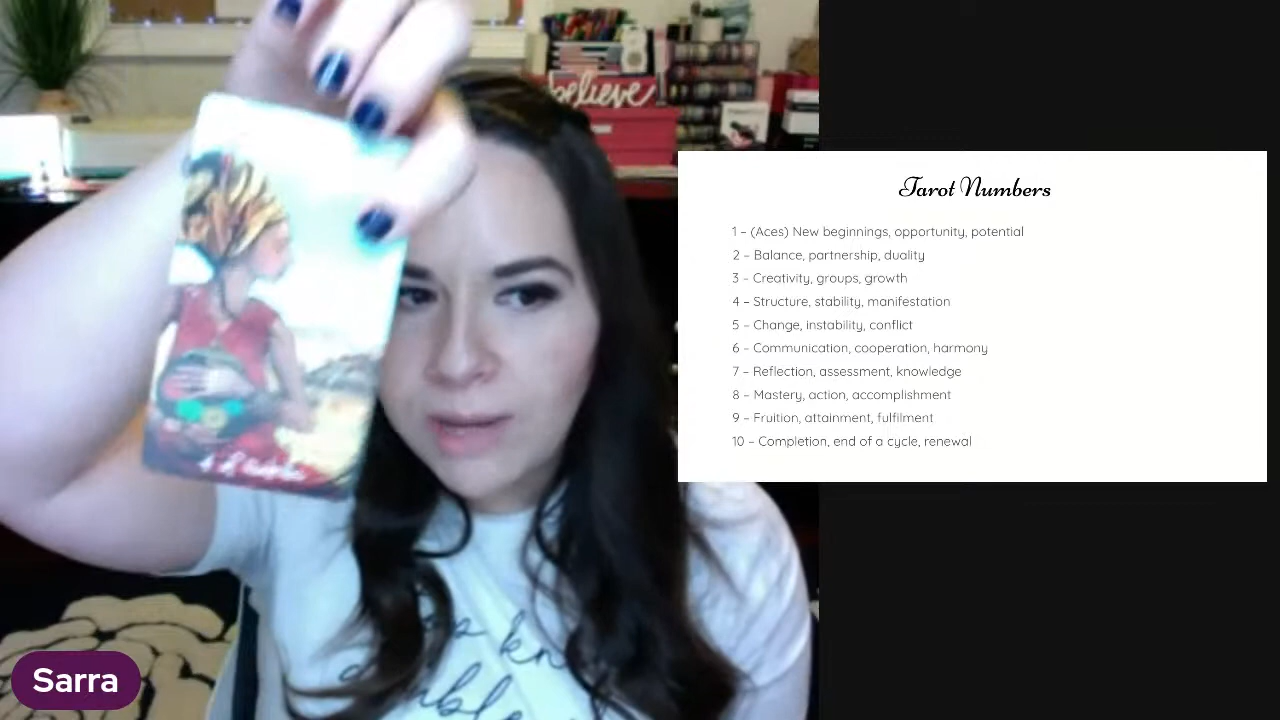 believe
Tarot Numbers
1 – (Aces) New beginnings, opportunity, potential
2 – Balance, partnership, duality
3 – Creativity, groups, growth
4 – Structure, stability, manifestation
5 – Change, instability, conflict
6 – Communication, cooperation, harmony
7 – Reflection, assessment, knowledge
8 – Mastery, action, accomplishment
9 – Fruition, attainment, fulfilment
10 – Completion, end of a cycle, renewal
Sarra